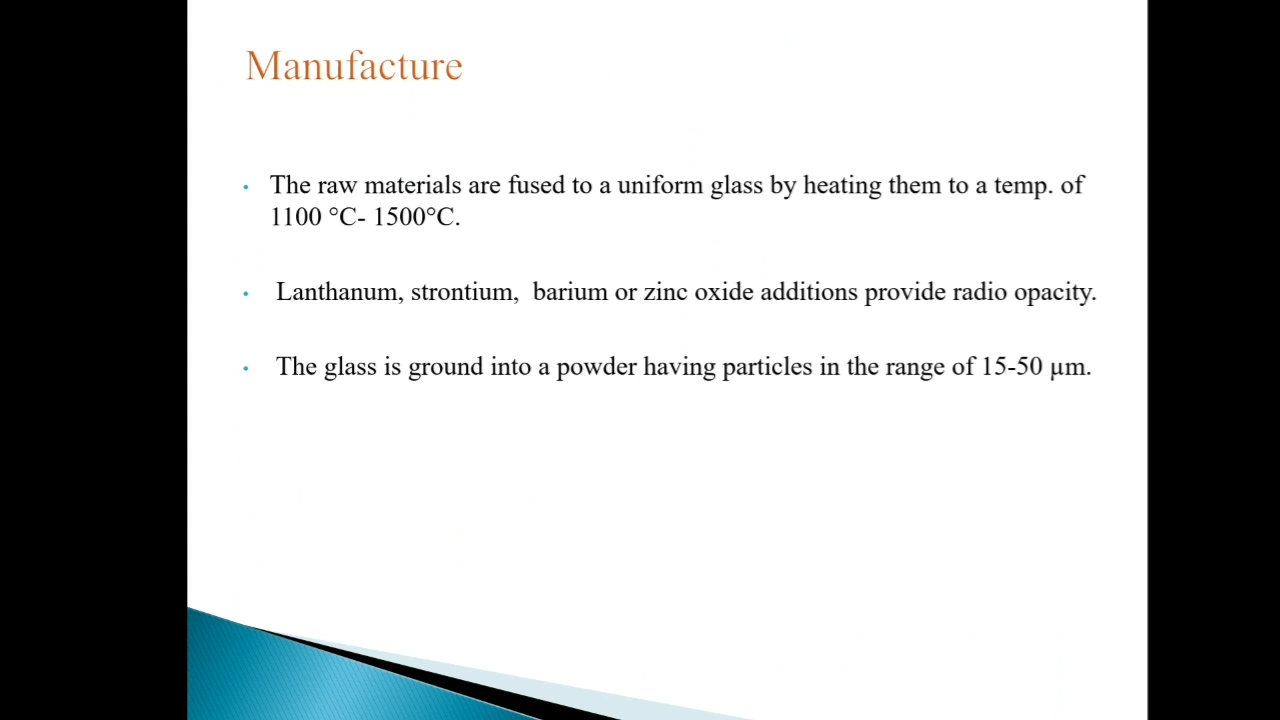 Manufacture
• The raw materials are fused to a uniform glass by heating them to a temp. of
1100 °C- 1500°C.
• Lanthanum, strontium,  barium or zinc oxide additions provide radio opacity.
• The glass is ground into a powder having particles in the range of 15-50 µm.